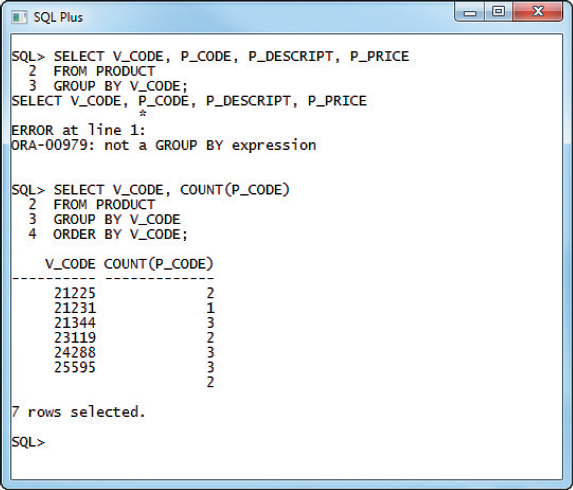 SQL Plus
SQL> SELECT V_CODE, P_CODE, P_DESCRIPT, P_PRICE
  2  FROM PRODUCT
  3  GROUP BY V_CODE;
SELECT V_CODE, P_CODE, P_DESCRIPT, P_PRICE
               *
ERROR at line 1:
ORA-00979: not a GROUP BY expression
SQL> SELECT V_CODE, COUNT(P_CODE)
  2  FROM PRODUCT
  3  GROUP BY V_CODE
  4  ORDER BY V_CODE;
    V_CODE COUNT(P_CODE)
---------- -------------
     21225             2
     21231             1
     21344             3
     23119             2
     24288             3
     25595             3
                       2
7 rows selected.
SQL>